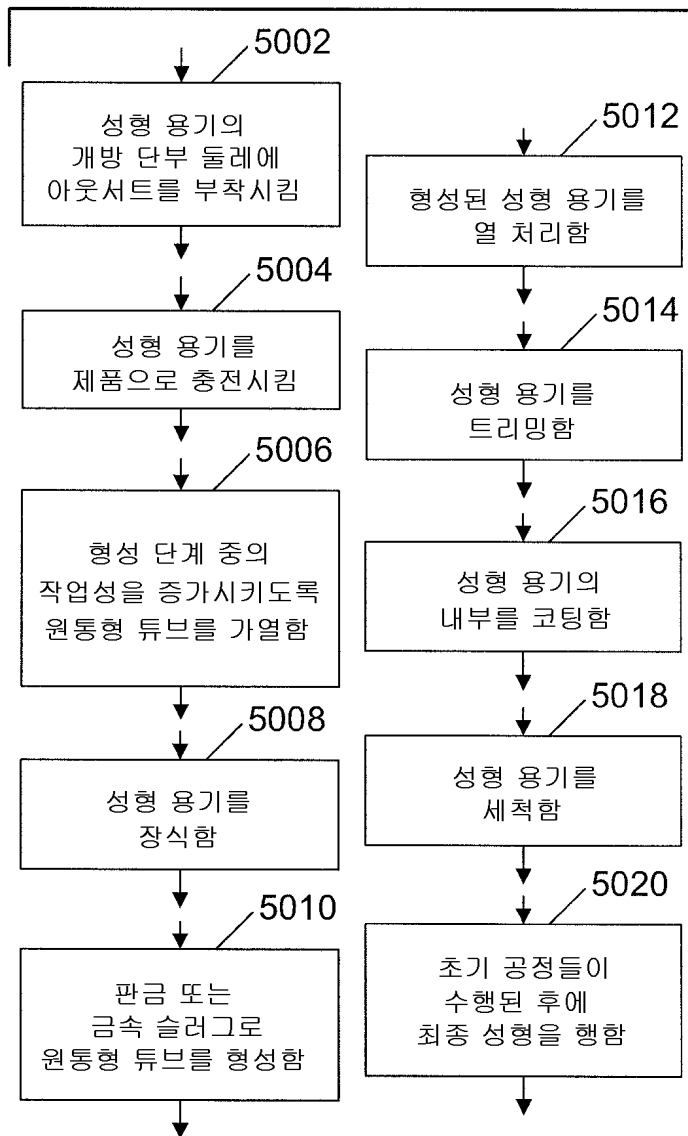 5002
성형 용기의
개방 단부 둘레에
아웃서트를 부착시킴
5004
성형 용기를
제품으로 충전시킴
5006
형성 단계 중의
작업성을 증가시키도록
원통형 튜브를 가열함
5008
성형 용기를
장식함
5010
판금 또는
금속 슬러그로
원통형 튜브를 형성함
5012
형성된 성형 용기를
열 처리함
5014
성형 용기를
트리밍함
5016
성형 용기의
내부를 코팅함
5018
성형 용기를
세척함
5020
초기 공정들이
수행된 후에
최종 성형을 행함